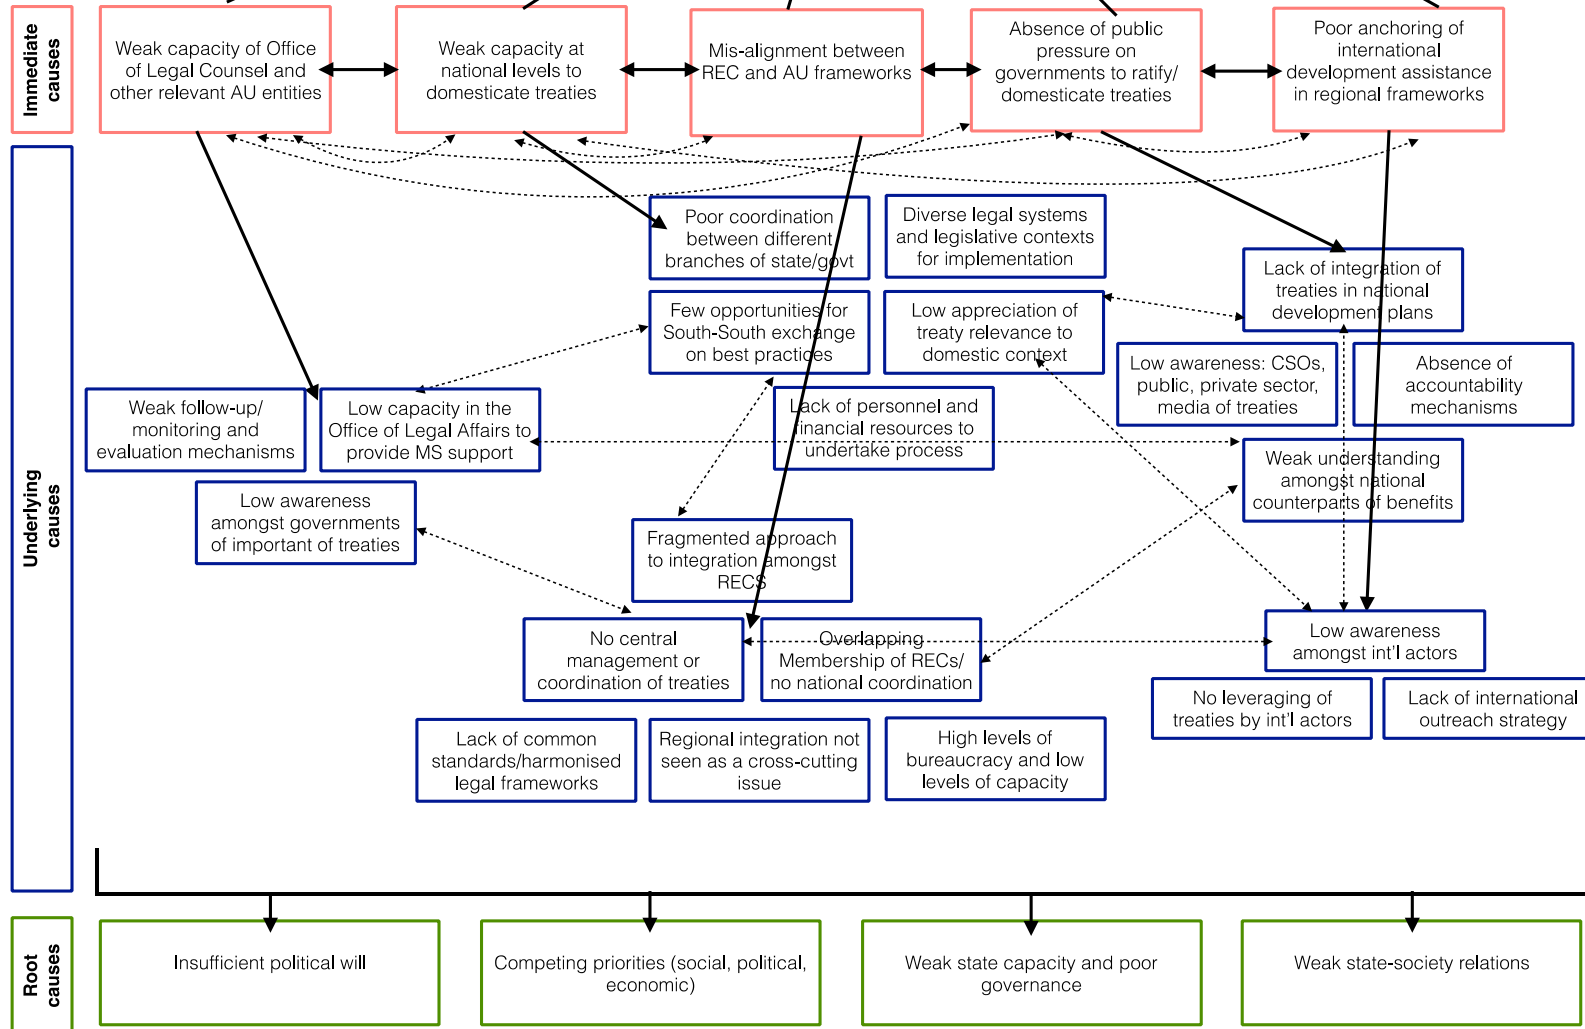 Immediate
causes
Weak capacity of Office
of Legal Counsel and
other relevant AU entities
Weak capacity at
national levels to
domesticate treaties
Mis-alignment between
REC and AU frameworks
Absence of public
pressure on
governments to ratify/
domesticate treaties
Poor anchoring of
international
development assistance
in regional frameworks
Underlying
causes
Poor coordination
between different
branches of state/govt
Diverse legal systems
and legislative contexts
for implementation
Lack of integration of
treaties in national
development plans
Few opportunities for
South-South exchange
on best practices
Low appreciation of
treaty relevance to
domestic context
Low awareness: CSOs,
public, private sector,
media of treaties
Absence of
accountability
mechanisms
Weak follow-up/
monitoring and
evaluation mechanisms
Low capacity in the
Office of Legal Affairs to
provide MS support
Lack of personnel and
financial resources to
undertake process
Weak understanding
amongst national
counterparts of benefits
Low awareness
amongst governments
of important of treaties
Fragmented approach
to integration amongst
RECS
No central
management or
coordination of treaties
Overlapping
Membership of RECs/
no national coordination
Low awareness
amongst int'l actors
No leveraging of
treaties by int'l actors
Lack of international
outreach strategy
Lack of common
standards/harmonised
legal frameworks
Regional integration not
seen as a cross-cutting
issue
High levels of
bureaucracy and low
levels of capacity
Root
causes
Insufficient political will
Competing priorities (social, political,
economic)
Weak state capacity and poor
governance
Weak state-society relations